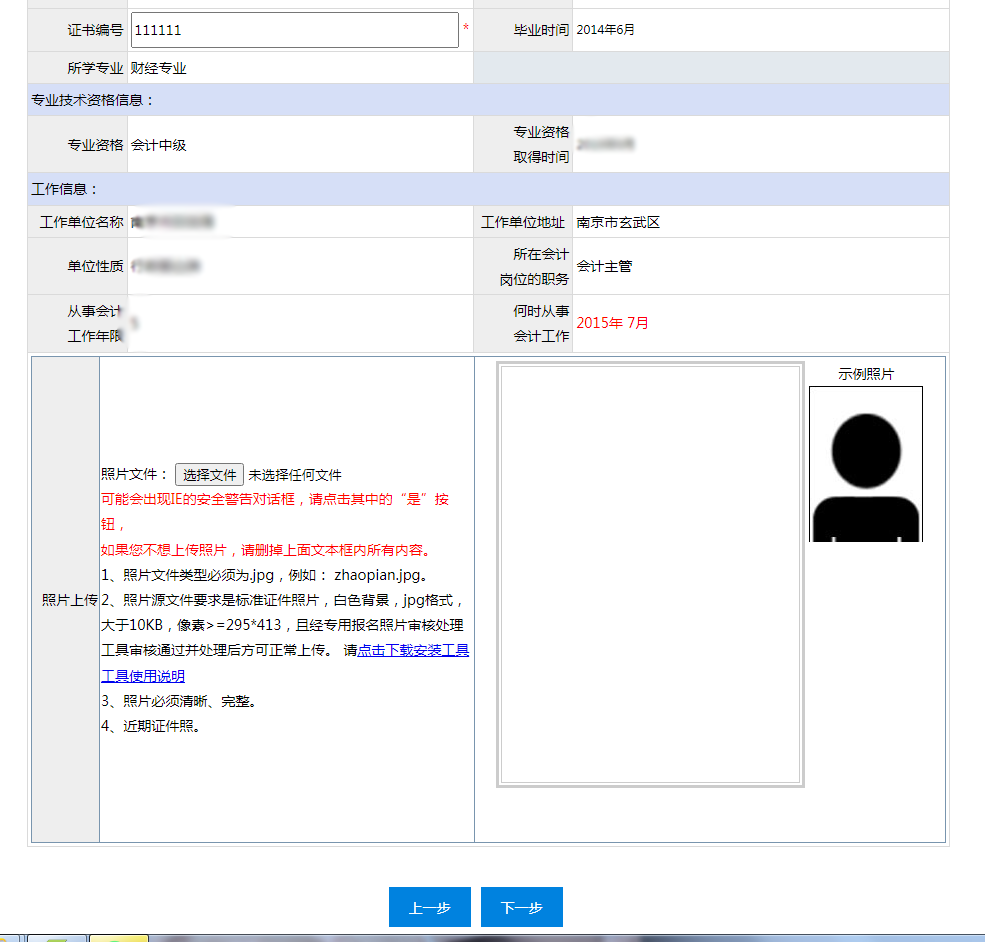 证书编号 111111 * 毕业时间 2014年6月
所学专业 财经专业
专业技术资格信息：
专业资格 会计中级 专业资格
取得时间
工作信息：
工作单位名称 南 工作单位地址 南京市玄武区
单位性质 所在会计
岗位的职务 会计主管
从事会计
工作年限 何时从事
会计工作 2015年 7月
照片上传
照片文件： 选择文件 未选择任何文件
可能会出现IE的安全警告对话框，请点击其中的“是”按
钮，
如果您不想上传照片，请删掉上面文本框内所有内容。
1、照片文件类型必须为.jpg，例如： zhaopian.jpg。
2、照片源文件要求是标准证件照片，白色背景，jpg格式，
大于10KB，像素>=295*413，且经专用报名照片审核处理
工具审核通过并处理后方可正常上传。 请点击下载安装工具
工具使用说明
3、照片必须清晰、完整。
4、近期证件照。
示例照片
上一步 下一步